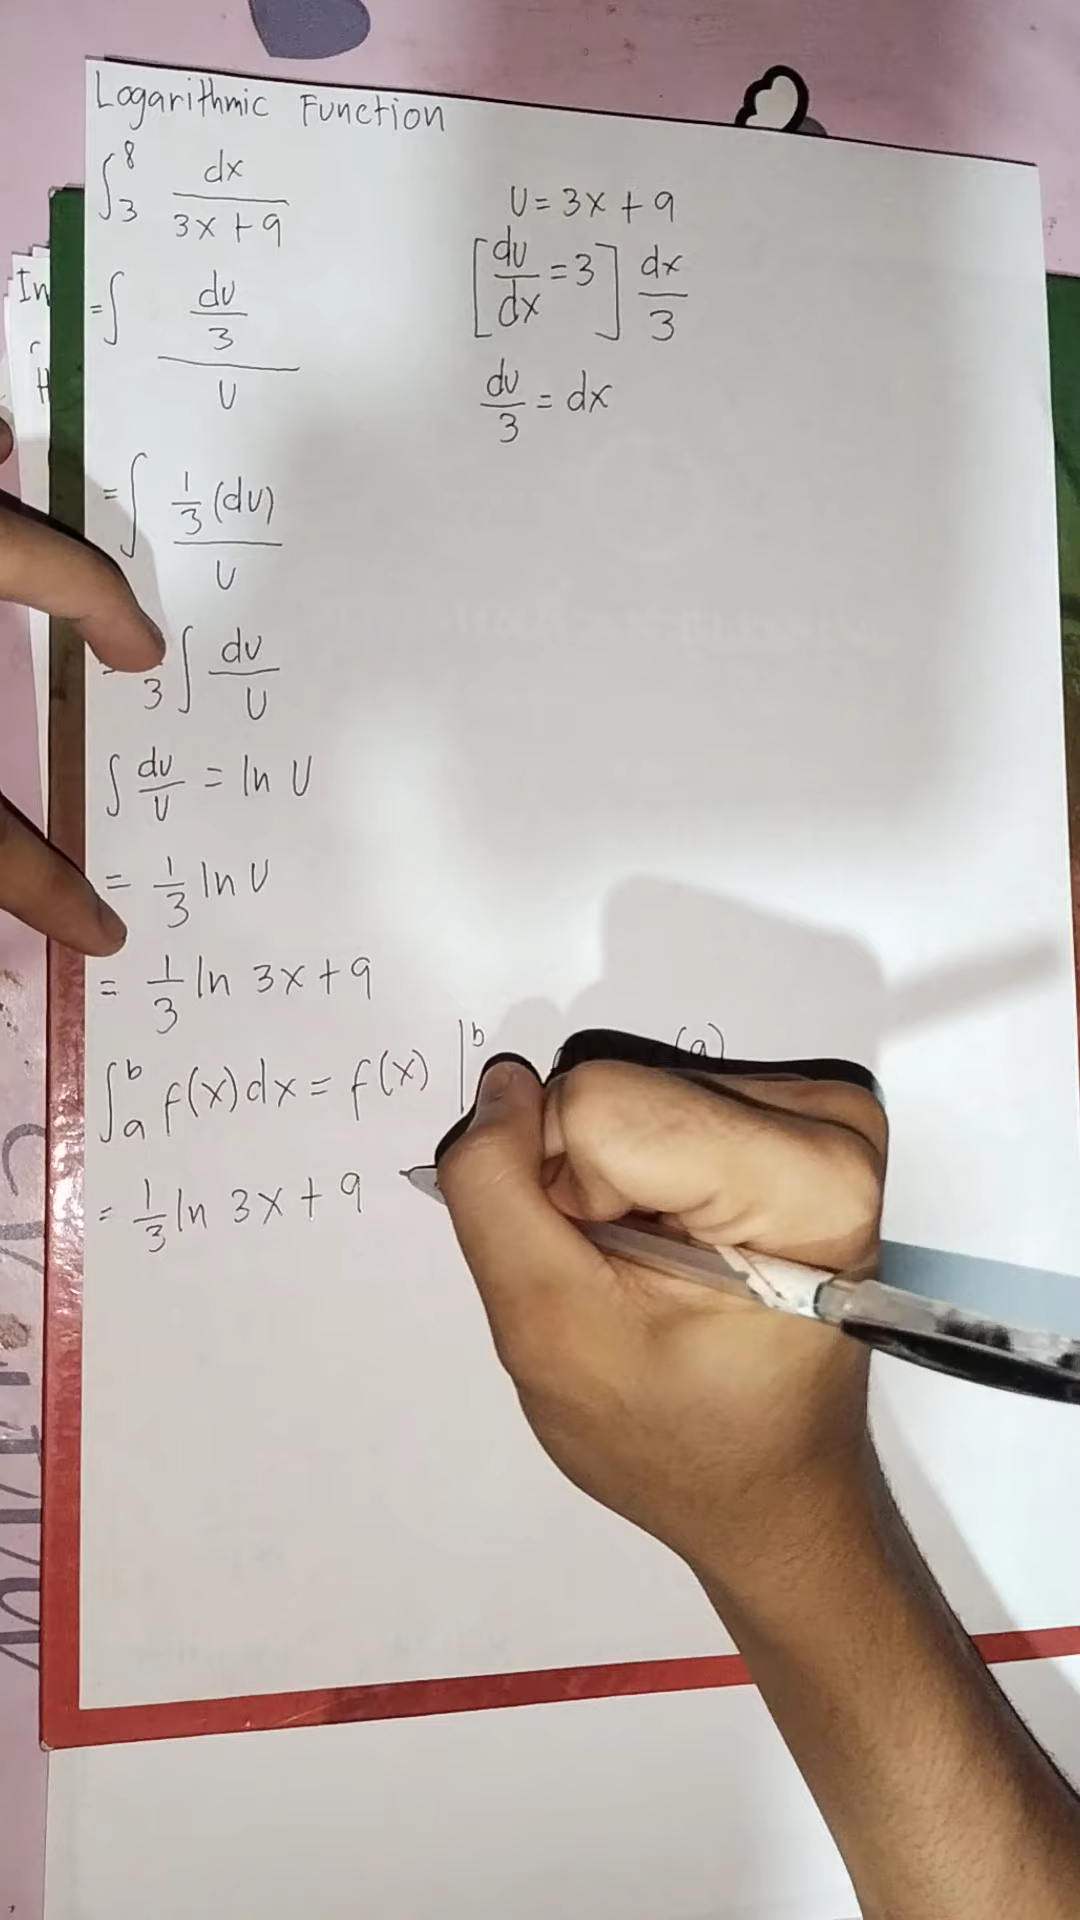 Logarithmic Function
∫₃⁸ dx/(3x+9)
U = 3x + 9
= ∫ (du/3)/U
[du/dx = 3] dx/3
du/3 = dx
= ∫ (1/3 (du))/U
3 ∫ du/U
∫ du/U = ln U
= 1/3 ln U
= 1/3 ln 3x + 9
∫ₐᵇ f(x) dx = f(x) |ᵇ (a)
= 1/3 ln 3x + 9
In